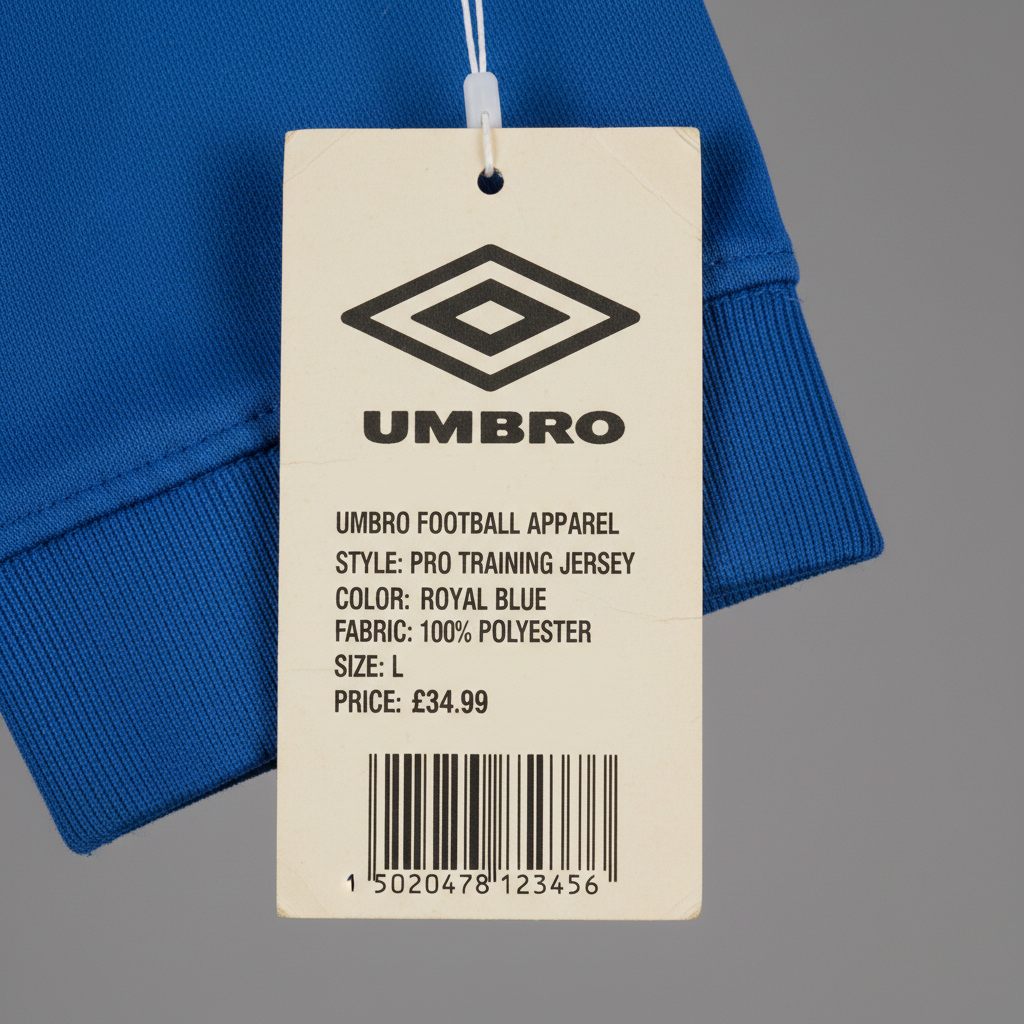 UMBRO
UMBRO FOOTBALL APPAREL
STYLE: PRO TRAINING JERSEY
COLOR: ROYAL BLUE
FABRIC: 100% POLYESTER
SIZE: L
PRICE: £34.99
1 5020478 123456